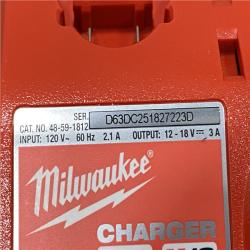 SER. D63DC251827223D
CAT. NO. 48-59-1812
INPUT: 120 V~ 60 Hz 2.1 A OUTPUT: 12 - 18 V⎓ 3 A
Milwaukee
CHARGER